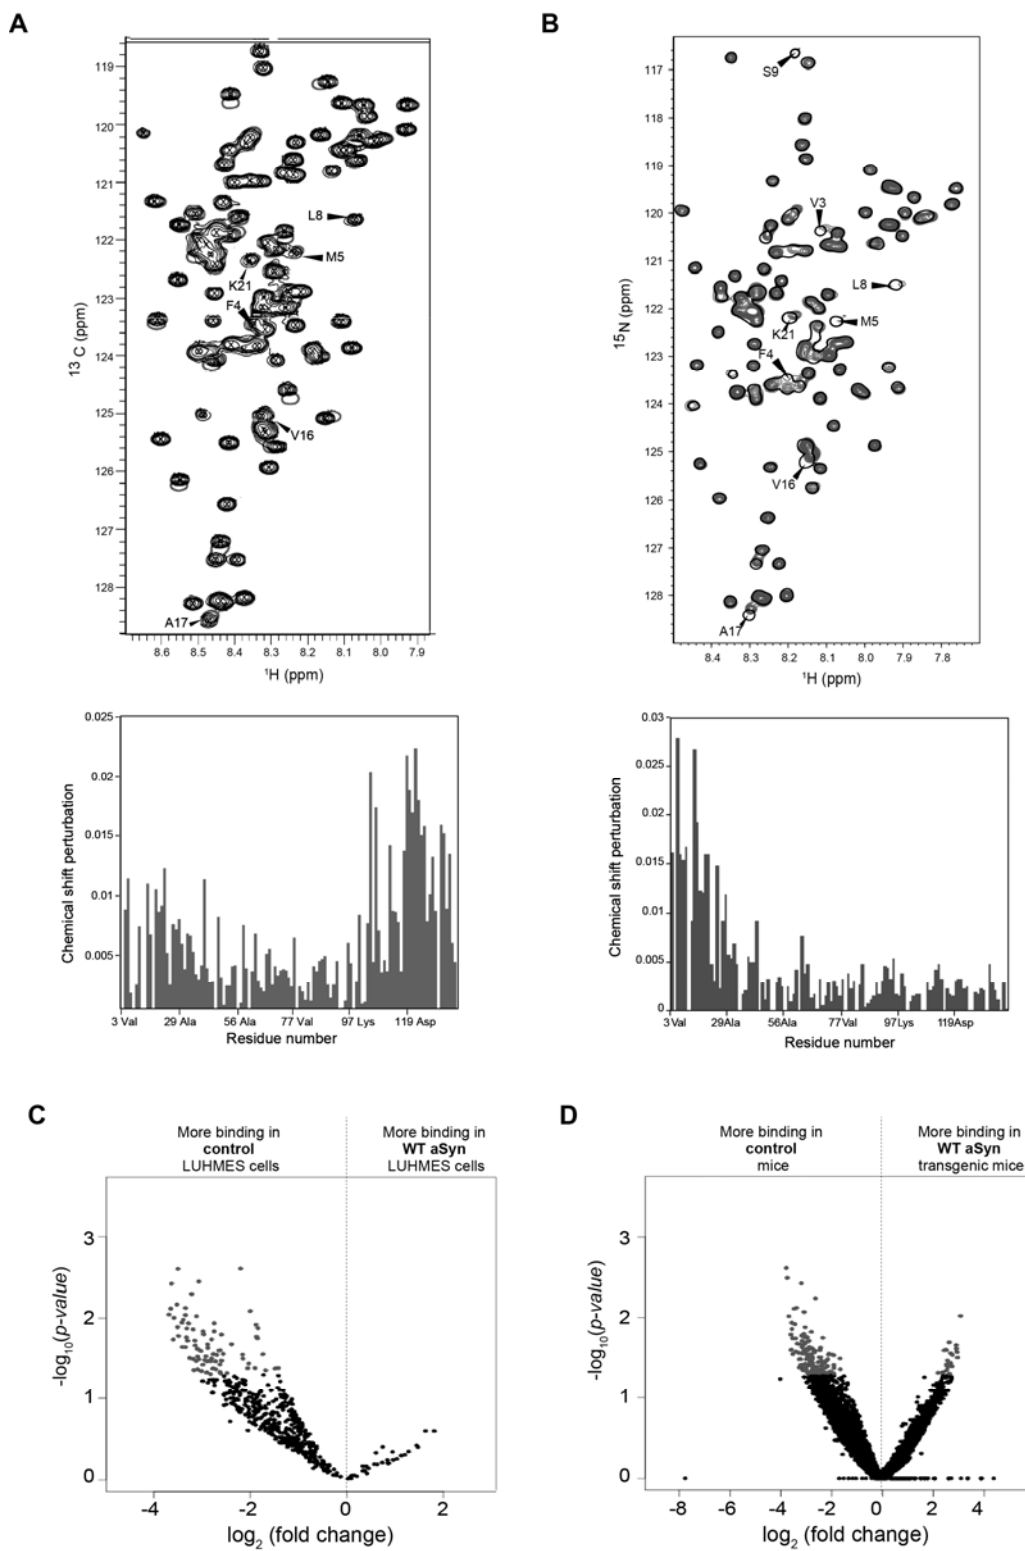 A
119
120
121
122
123
124
125
126
127
128
13 C (ppm)
L8
M5
K21
F4
V16
A17
8.6 8.5 8.4 8.3 8.2 8.1 8.0 7.9
¹H (ppm)
B
117
118
119
120
121
122
123
124
125
126
127
128
15 N (ppm)
S9
V3
L8
M5
K21
F4
V16
A17
8.4 8.3 8.2 8.1 8.0 7.9 7.8
¹H (ppm)
0.025
0.02
0.015
0.01
0.005
Chemical shift perturbation
3 Val 29 Ala 56 Ala 77 Val 97 Lys 119 Asp
Residue number
0.03
0.025
0.02
0.015
0.01
0.005
0
Chemical shift perturbation
3 Val 29Ala 56Ala 77Val 97Lys 119Asp
Residue number
C
More binding in
control
LUHMES cells
More binding in
WT aSyn
LUHMES cells
3
2
1
0
-log₁₀(p-value)
-4 -2 0 2
log₂ (fold change)
D
More binding in
control
mice
More binding in
WT aSyn
transgenic mice
3
2
1
0
-log₁₀(p-value)
-8 -6 -4 -2 0 2 4
log₂ (fold change)